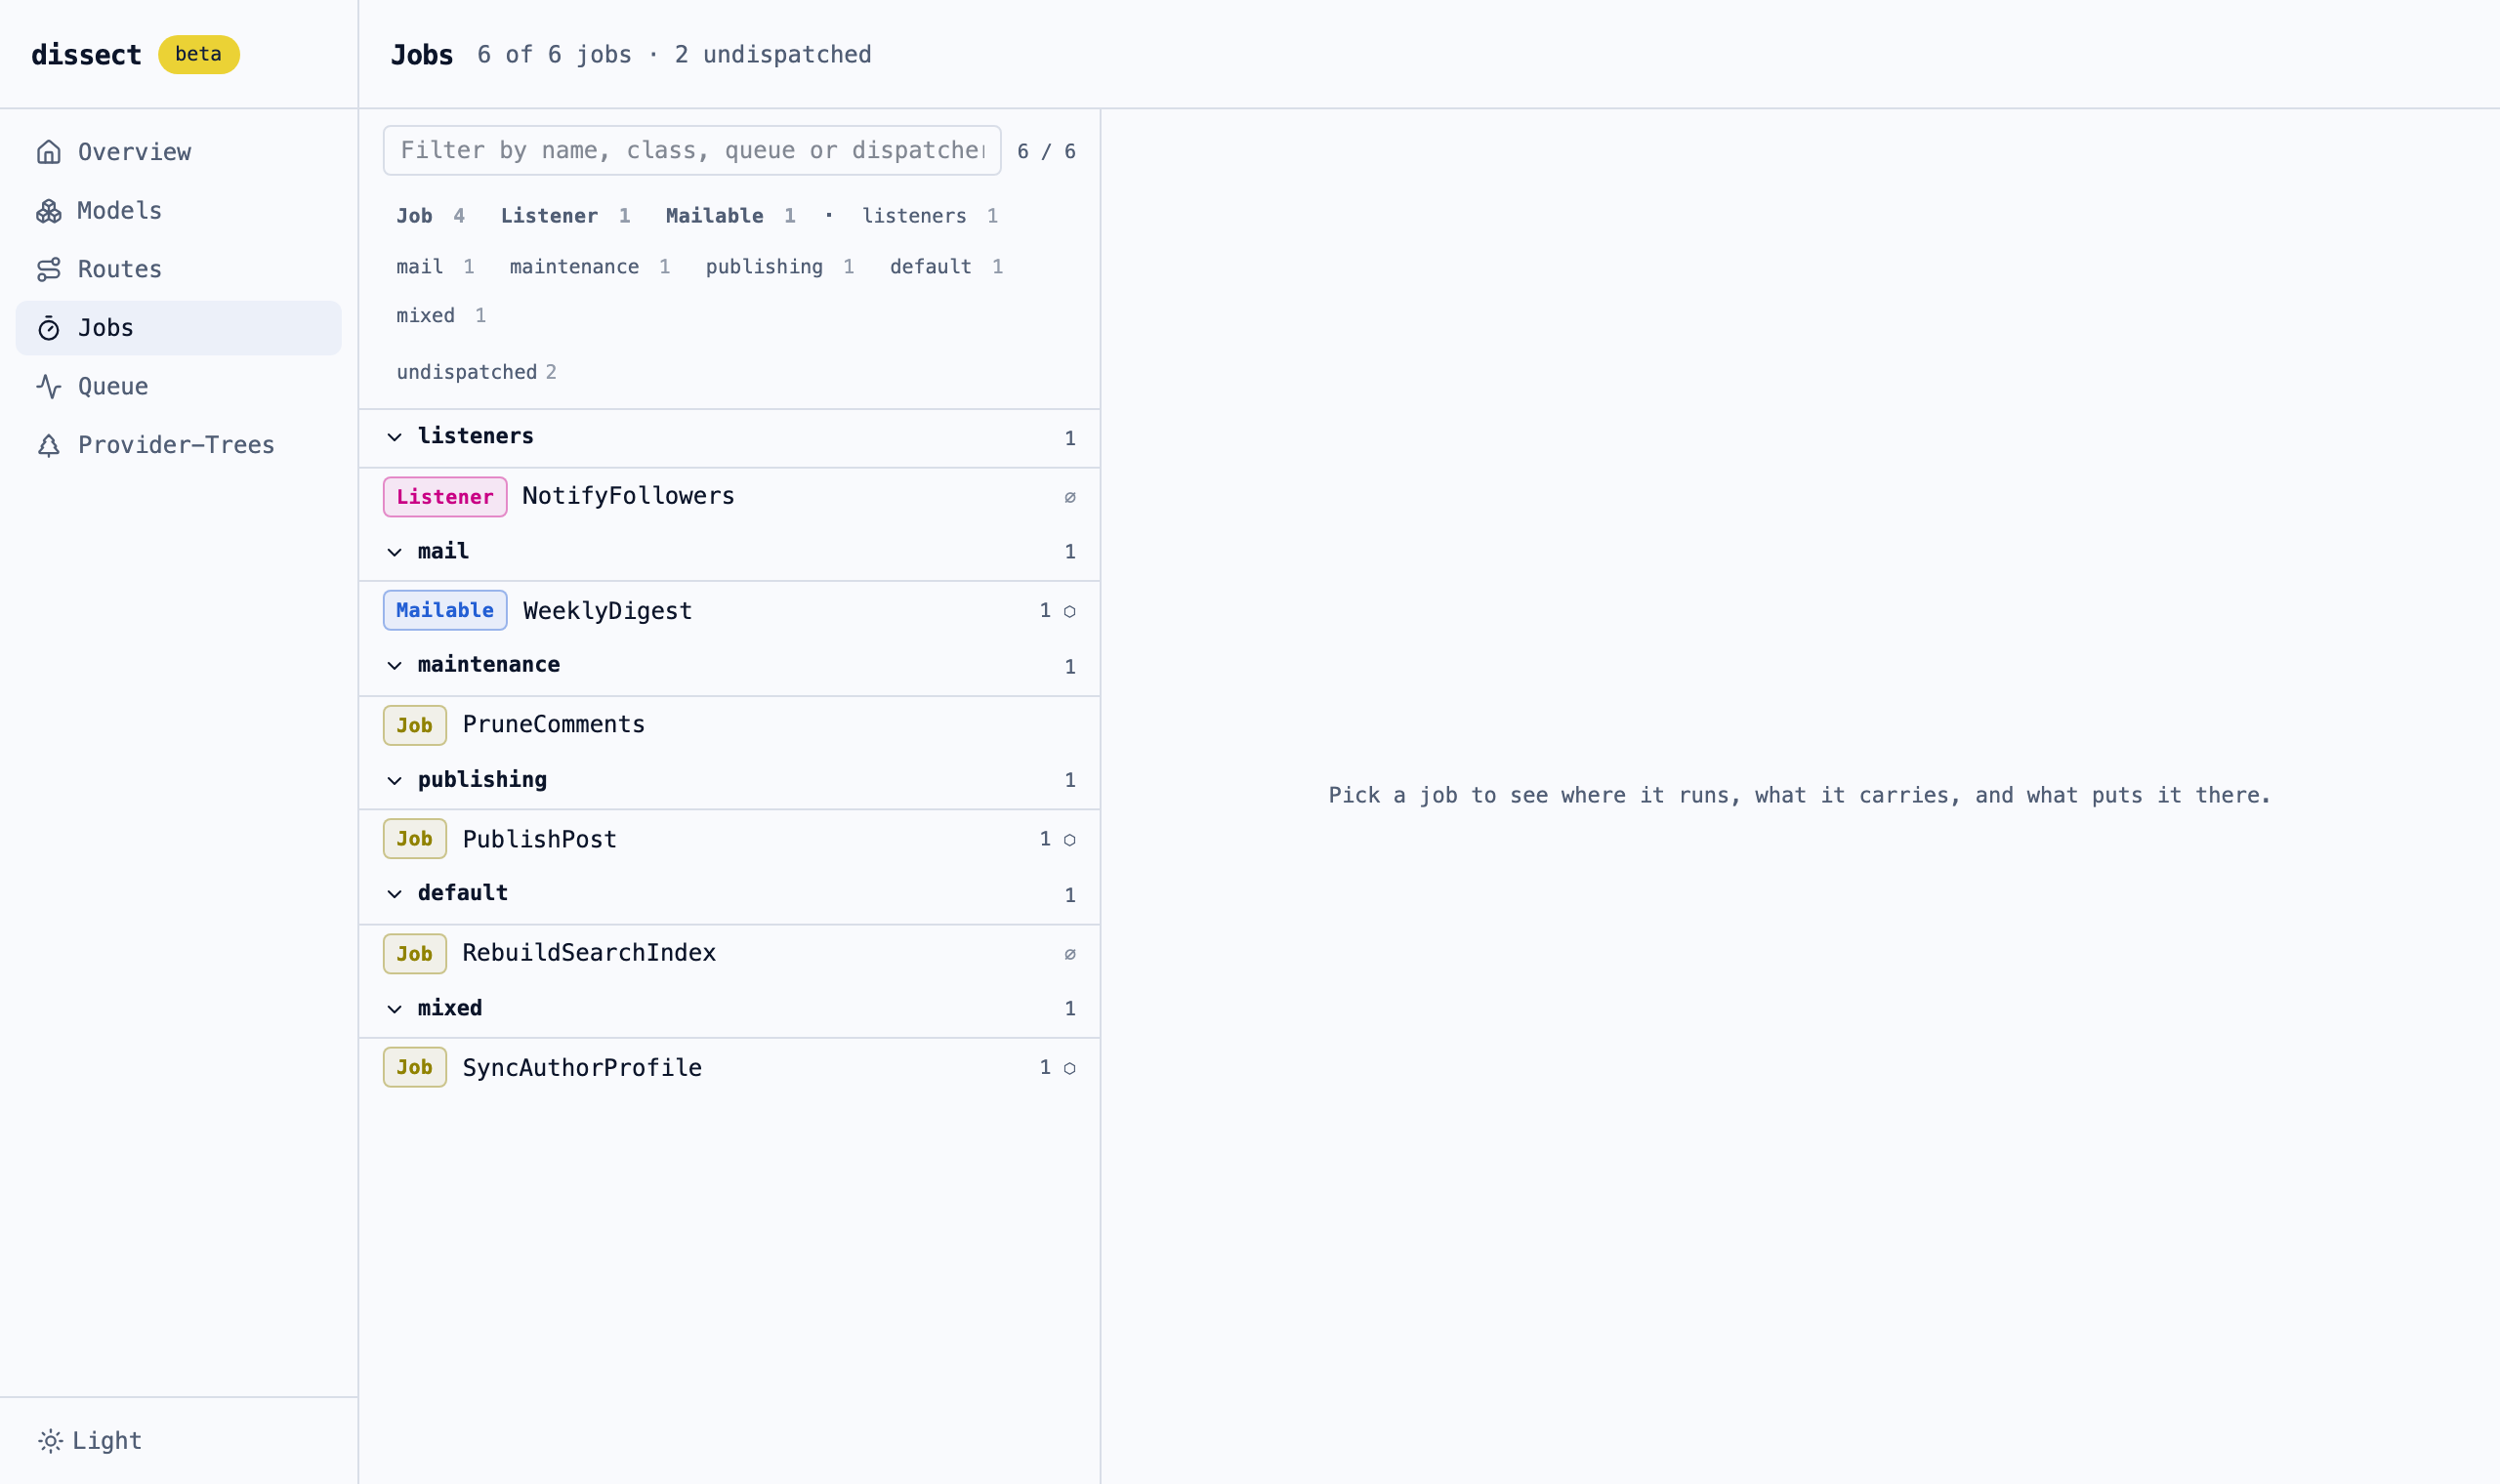 dissect beta
Jobs 6 of 6 jobs · 2 undispatched
Overview
Models
Routes
Jobs
Queue
Provider-Trees
Light
Filter by name, class, queue or dispatcher 6 / 6
Job 4 Listener 1 Mailable 1 · listeners 1
mail 1 maintenance 1 publishing 1 default 1
mixed 1
undispatched 2
listeners 1
Listener NotifyFollowers ∅
mail 1
Mailable WeeklyDigest 1 ⬡
maintenance 1
Job PruneComments
publishing 1
Job PublishPost 1 ⬡
default 1
Job RebuildSearchIndex ∅
mixed 1
Job SyncAuthorProfile 1 ⬡
Pick a job to see where it runs, what it carries, and what puts it there.